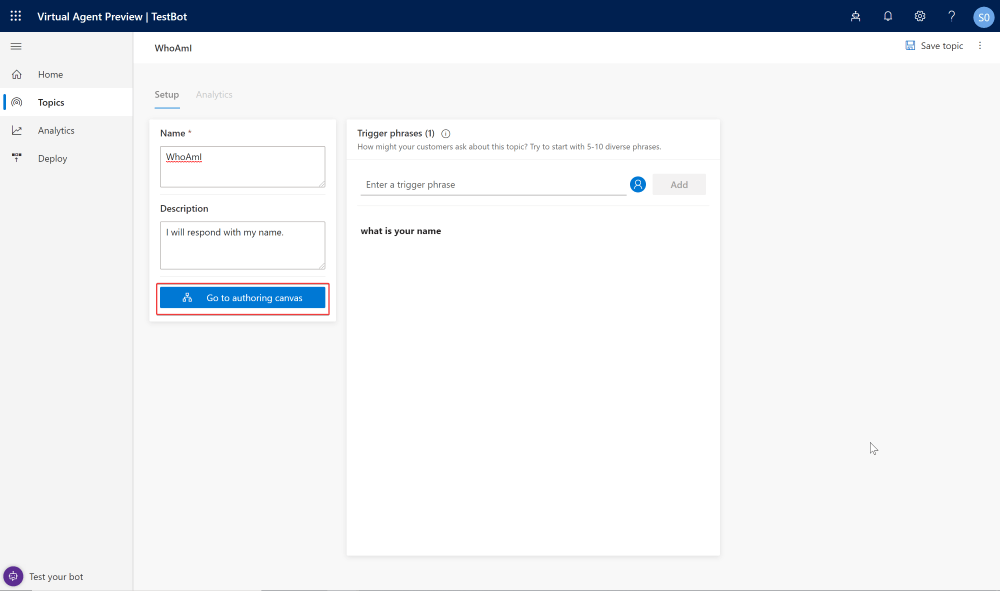 Virtual Agent Preview | TestBot
?
SO
WhoAmI
Save topic
Home
Topics
Analytics
Deploy
Setup
Analytics
Name *
WhoAmI
Description
I will respond with my name.
Go to authoring canvas
Trigger phrases (1)
How might your customers ask about this topic? Try to start with 5-10 diverse phrases.
Enter a trigger phrase
Add
what is your name
Test your bot